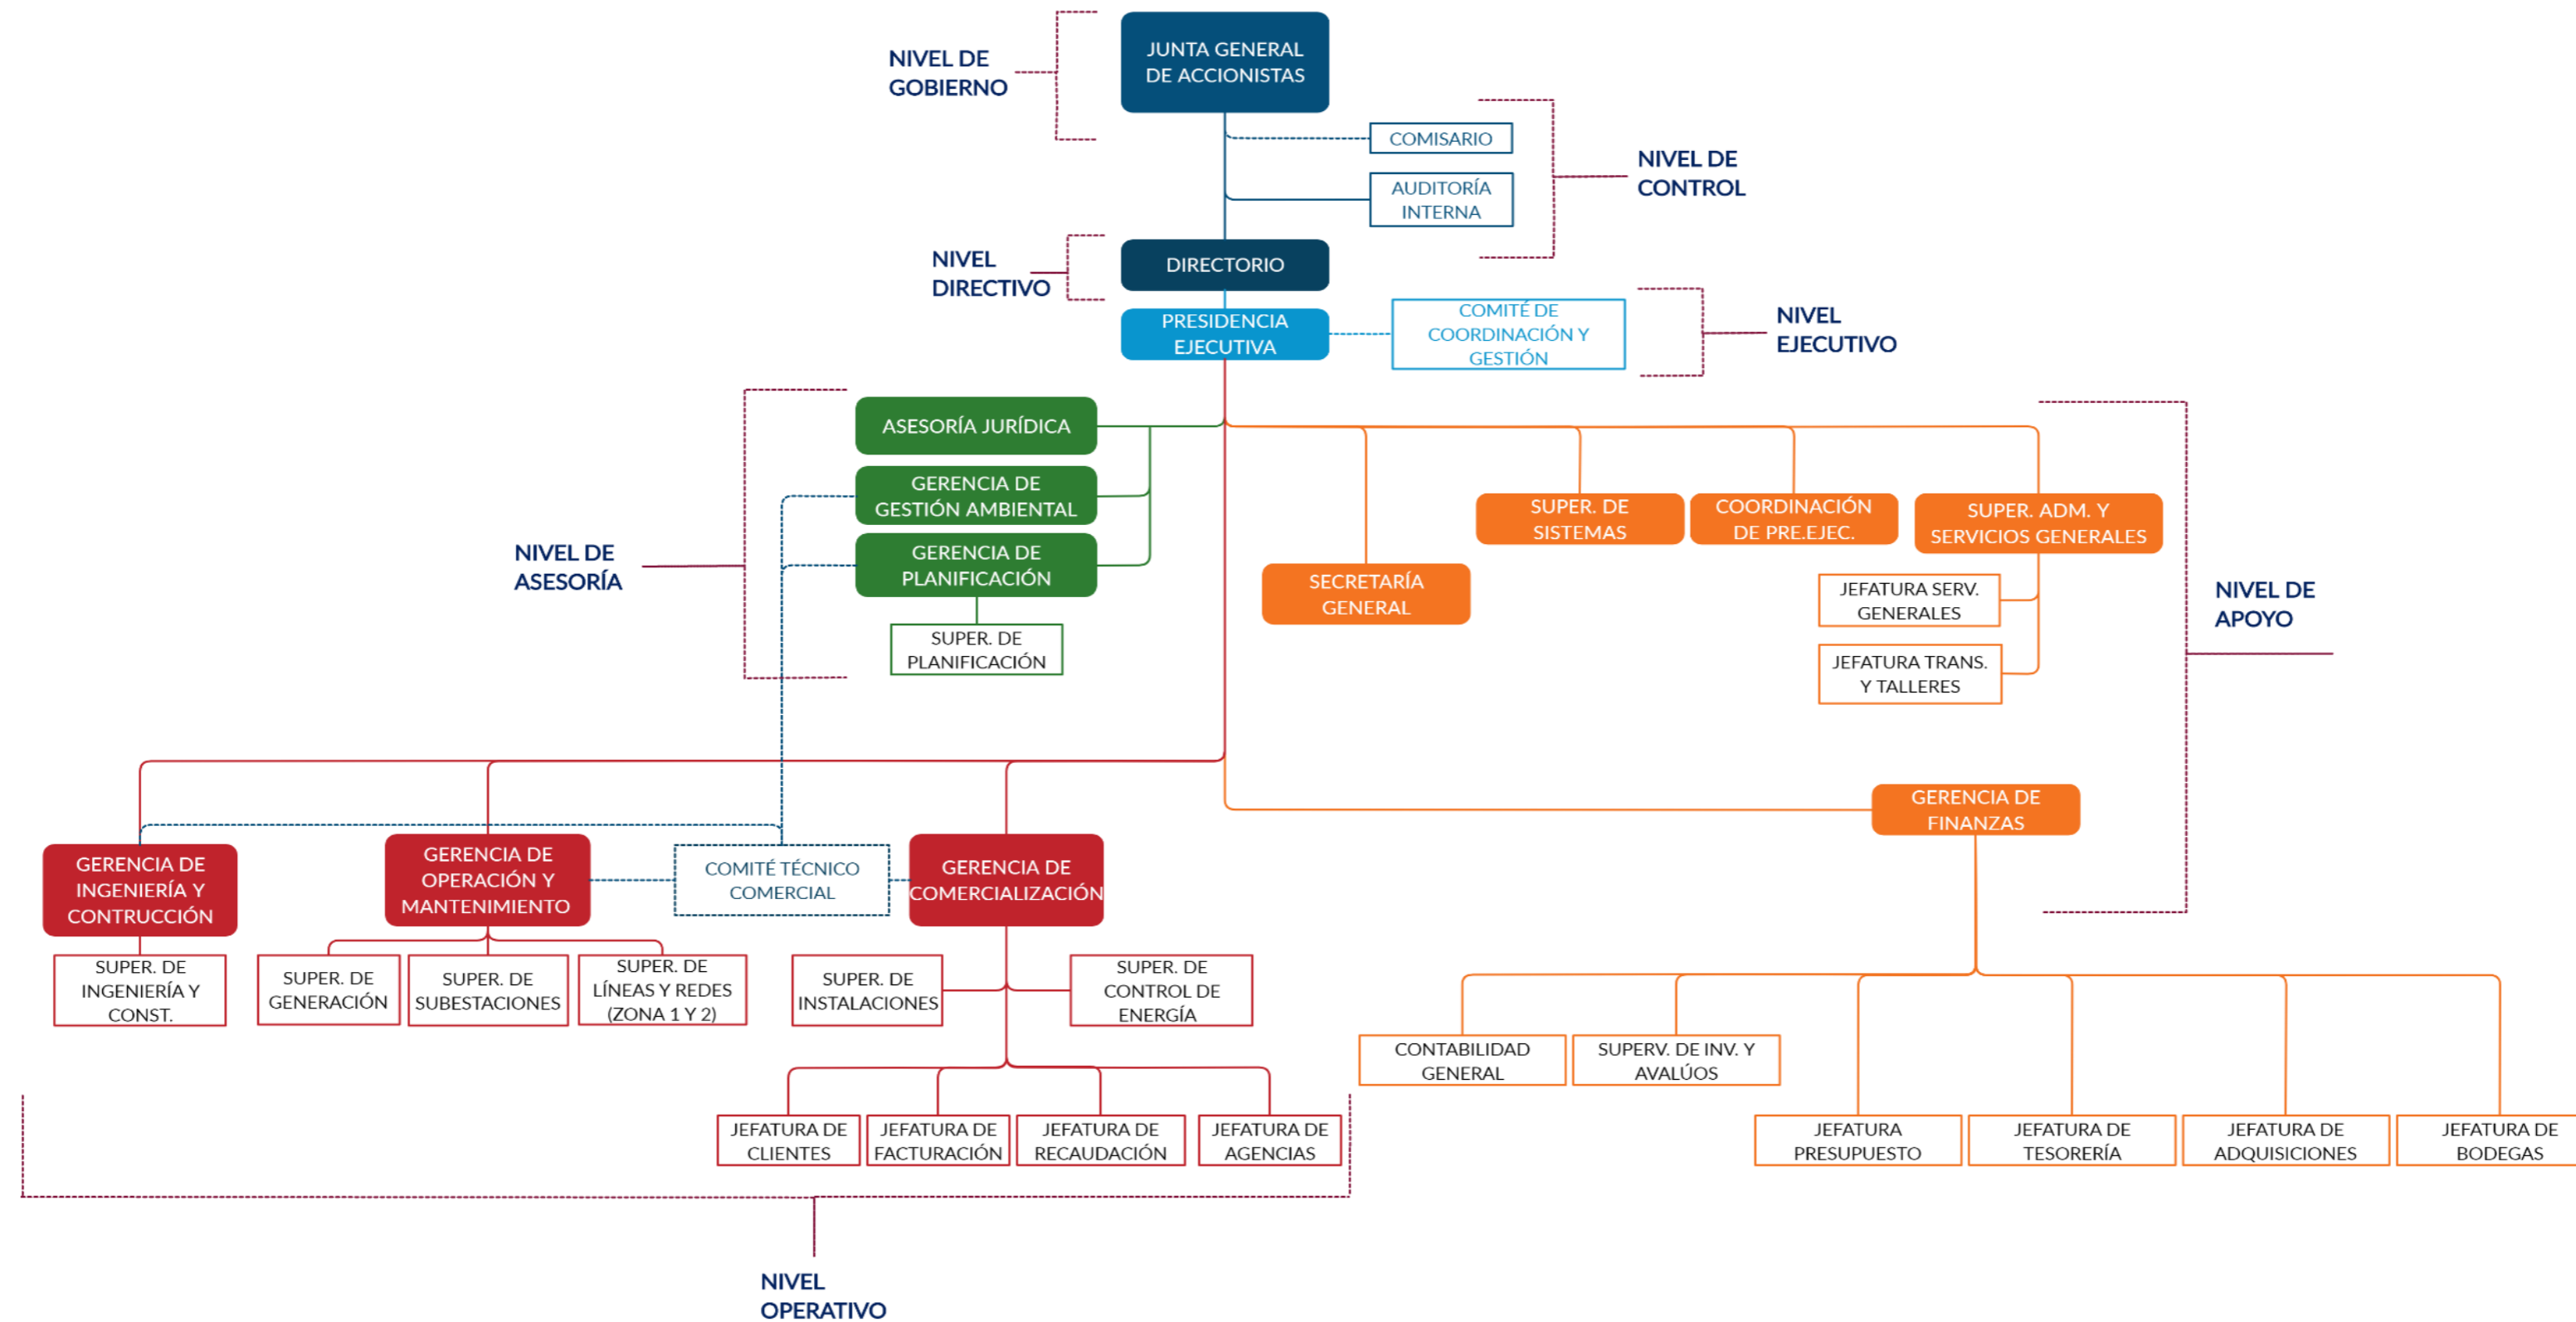 NIVEL DE
GOBIERNO
JUNTA GENERAL
DE ACCIONISTAS
COMISARIO
AUDITORÍA
INTERNA
NIVEL DE
CONTROL
NIVEL
DIRECTIVO
DIRECTORIO
PRESIDENCIA
EJECUTIVA
COMITÉ DE
COORDINACIÓN Y
GESTIÓN
NIVEL
EJECUTIVO
ASESORÍA JURÍDICA
GERENCIA DE
GESTIÓN AMBIENTAL
GERENCIA DE
PLANIFICACIÓN
SUPER. DE
PLANIFICACIÓN
NIVEL DE
ASESORÍA
SECRETARÍA
GENERAL
SUPER. DE
SISTEMAS
COORDINACIÓN
DE PRE.EJEC.
SUPER. ADM. Y
SERVICIOS GENERALES
JEFATURA SERV.
GENERALES
JEFATURA TRANS.
Y TALLERES
NIVEL DE
APOYO
GERENCIA DE
FINANZAS
GERENCIA DE
INGENIERÍA Y
CONTRUCCIÓN
GERENCIA DE
OPERACIÓN Y
MANTENIMIENTO
COMITÉ TÉCNICO
COMERCIAL
GERENCIA DE
COMERCIALIZACIÓN
SUPER. DE
INGENIERÍA Y
CONST.
SUPER. DE
GENERACIÓN
SUPER. DE
SUBESTACIONES
SUPER. DE
LÍNEAS Y REDES
(ZONA 1 Y 2)
SUPER. DE
INSTALACIONES
SUPER. DE
CONTROL DE
ENERGÍA
CONTABILIDAD
GENERAL
SUPERV. DE INV. Y
AVALÚOS
JEFATURA DE
CLIENTES
JEFATURA DE
FACTURACIÓN
JEFATURA DE
RECAUDACIÓN
JEFATURA DE
AGENCIAS
JEFATURA
PRESUPUESTO
JEFATURA DE
TESORERÍA
JEFATURA DE
ADQUISICIONES
JEFATURA DE
BODEGAS
NIVEL
OPERATIVO